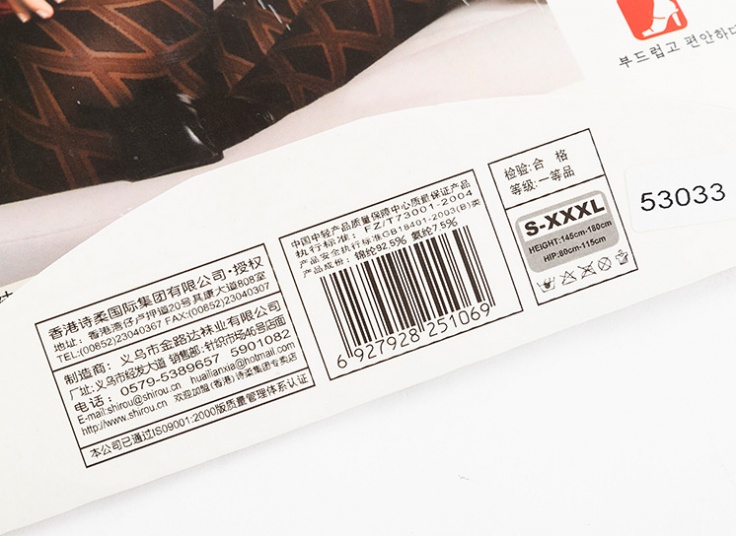 부드럽고 편안하다
53033
检验:合 格
等级:一等品
S-XXXL
HEIGHT:145cm-180cm
HIP:80cm-115cm
中国中轻产品质量保障中心质量保证产品
执行标准: FZ/T73001-2004
产品安全执行标准GB18401-2003(B)类
产品成份: 锦纶92.5% 氨纶7.5%
6 927928 251069
香港诗柔国际集团有限公司·授权
地址: 香港湾仔卢押道20号其康大道808室
TEL:(00852)23040367 FAX:(00852)23040307
制造商: 义乌市金路达袜业有限公司
厂址:义乌市经发大道 销售部:针织市场46号店面
电话: 0579-5389657 5901082
E-mail:shirou@shirou.cn huailianxia@hotmail.com
http://www.shirou.cn 欢迎加盟(香港)诗柔集团专卖店
本公司已通过ISO9001:2000版质量管理体系认证